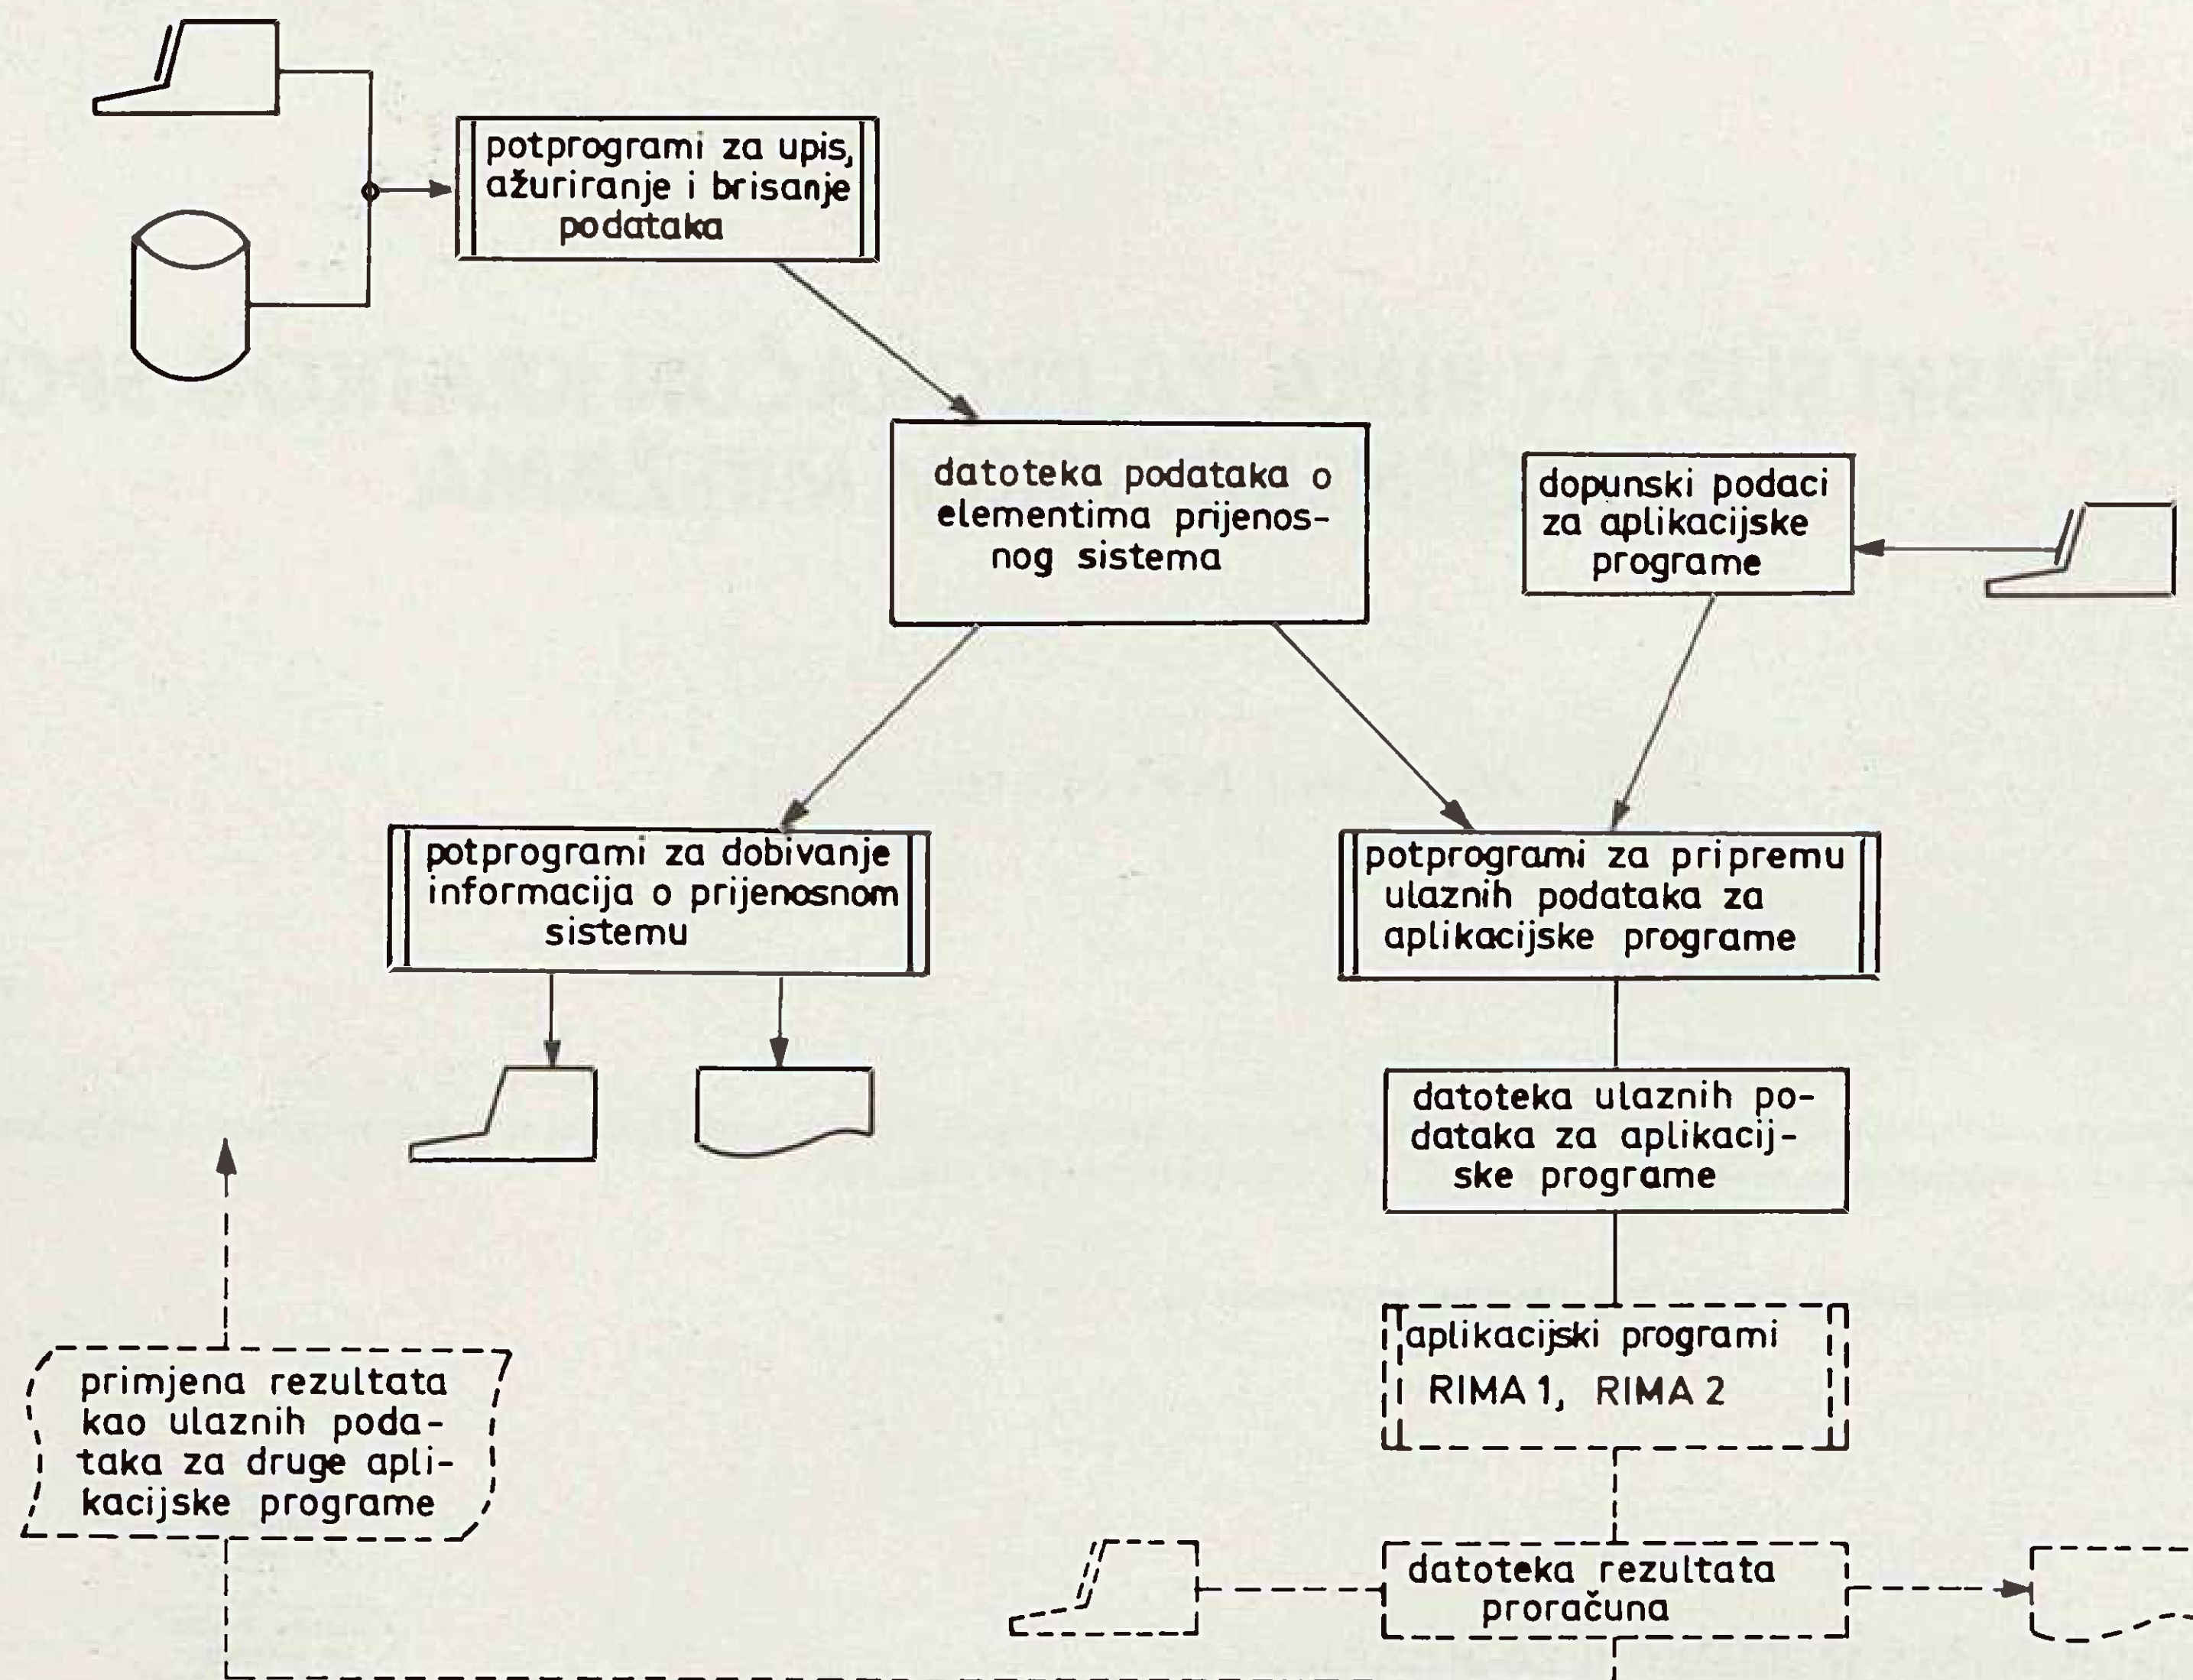 potprogrami za upis,
ažuriranje i brisanje
podataka
datoteka podataka o
elementima prijenos-
nog sistema
dopunski podaci
za aplikacijske
programe
potprogrami za dobivanje
informacija o prijenosnom
sistemu
potprogrami za pripremu
ulaznih podataka za
aplikacijske programe
datoteka ulaznih po-
dataka za aplikacij-
ske programe
aplikacijski programi
RIMA 1, RIMA 2
primjena rezultata
kao ulaznih poda-
taka za druge apli-
kacijske programe
datoteka rezultata
proračuna